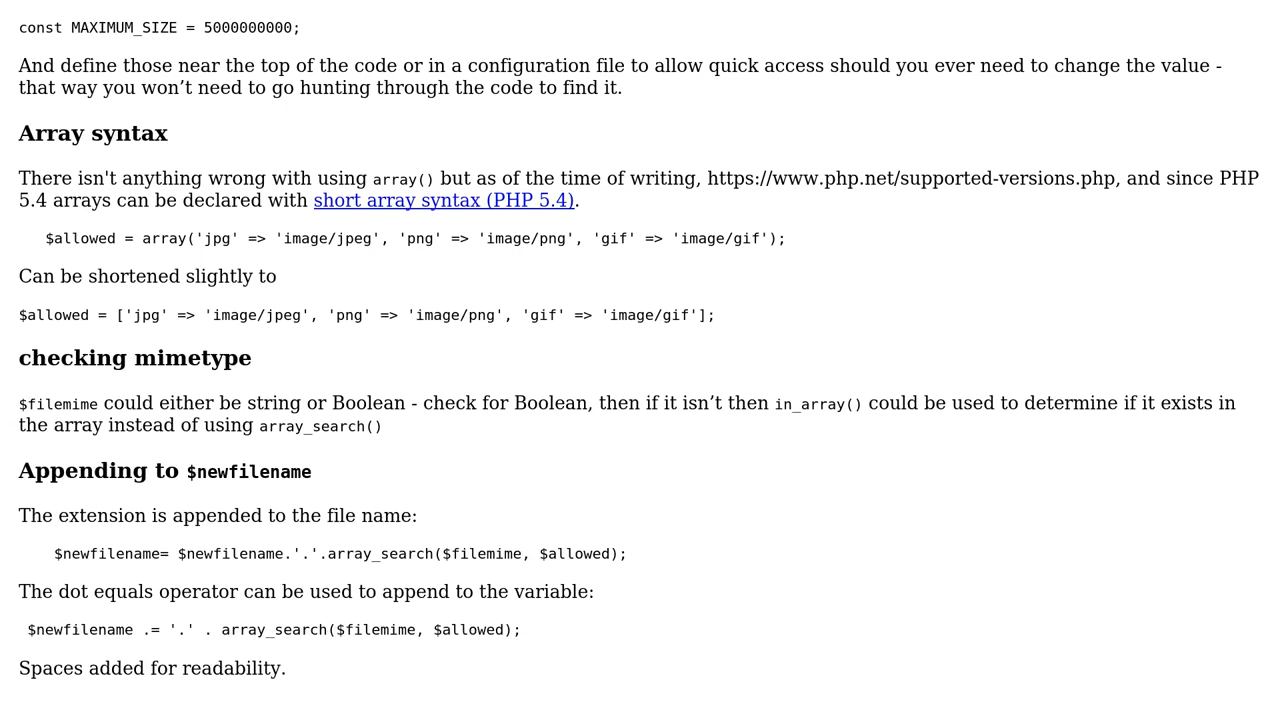 const MAXIMUM_SIZE = 5000000000;
And define those near the top of the code or in a configuration file to allow quick access should you ever need to change the value -
that way you won’t need to go hunting through the code to find it.
Array syntax
There isn't anything wrong with using array() but as of the time of writing, https://www.php.net/supported-versions.php, and since PHP
5.4 arrays can be declared with short array syntax (PHP 5.4).
$allowed = array('jpg' => 'image/jpeg', 'png' => 'image/png', 'gif' => 'image/gif');
Can be shortened slightly to
$allowed = ['jpg' => 'image/jpeg', 'png' => 'image/png', 'gif' => 'image/gif'];
checking mimetype
$filemime could either be string or Boolean - check for Boolean, then if it isn’t then in_array() could be used to determine if it exists in
the array instead of using array_search()
Appending to $newfilename
The extension is appended to the file name:
$newfilename= $newfilename.'.'.array_search($filemime, $allowed);
The dot equals operator can be used to append to the variable:
$newfilename .= '.' . array_search($filemime, $allowed);
Spaces added for readability.